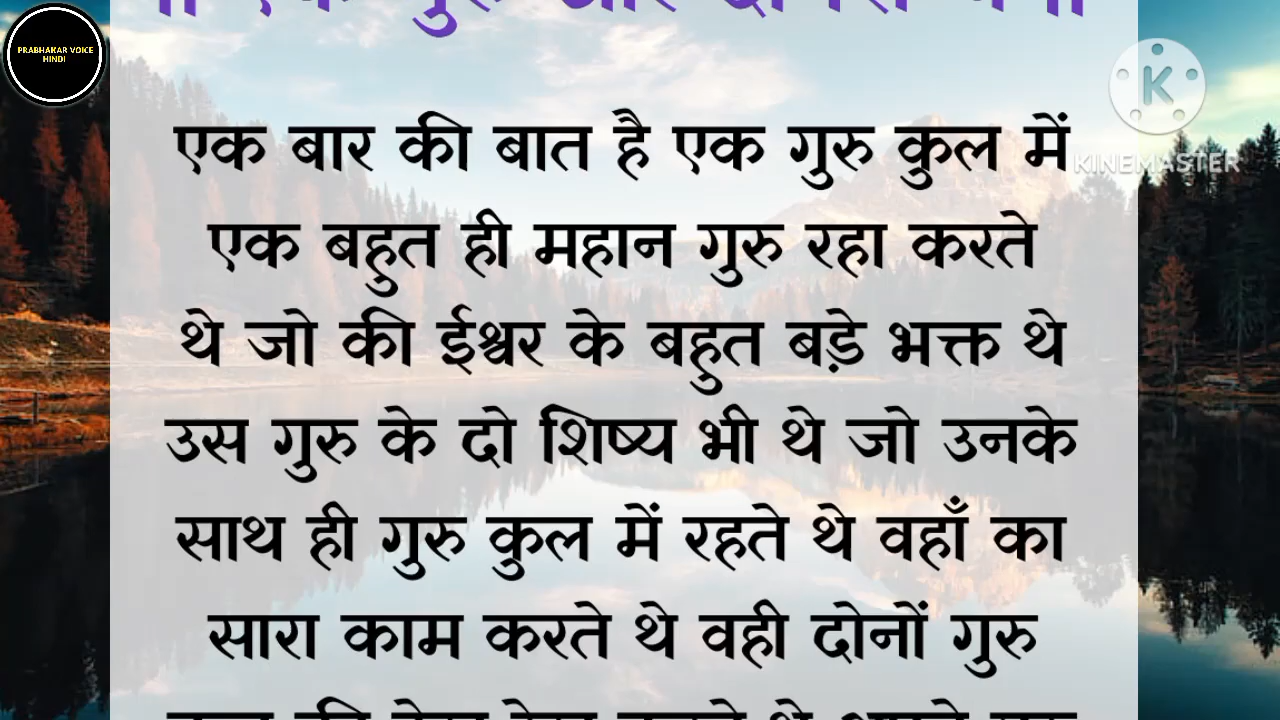 PRABHAKAR VOICE
HINDI
KINEMASTER
एक बार की बात है एक गुरु कुल में
एक बहुत ही महान गुरु रहा करते
थे जो की ईश्वर के बहुत बड़े भक्त थे
उस गुरु के दो शिष्य भी थे जो उनके
साथ ही गुरु कुल में रहते थे वहाँ का
सारा काम करते थे वही दोनों गुरु